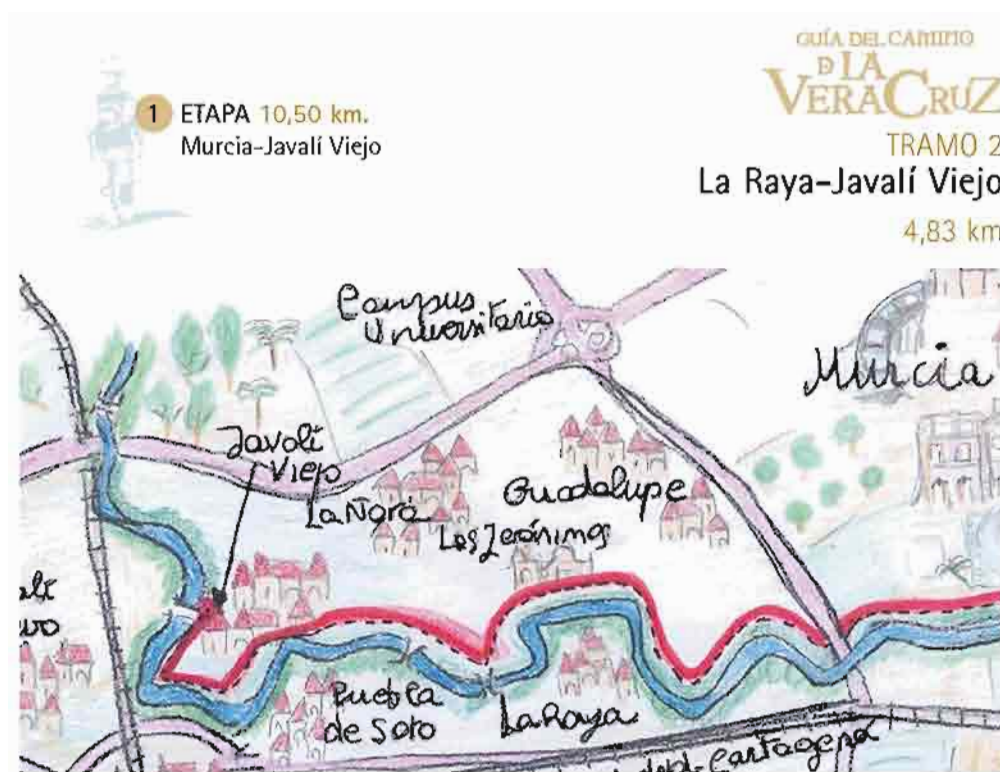 GUÍA DEL CAMINO
D LA
VERACRUZ
TRAMO 2
La Raya-Javalí Viejo
4,83 km
1 ETAPA 10,50 km.
Murcia-Javalí Viejo
Campus
Universitario
Murcia
Javalí
Viejo
La Ñora
Guadalupe
Los Jerónimos
Puebla
de Soto
La Raya
Cartagena